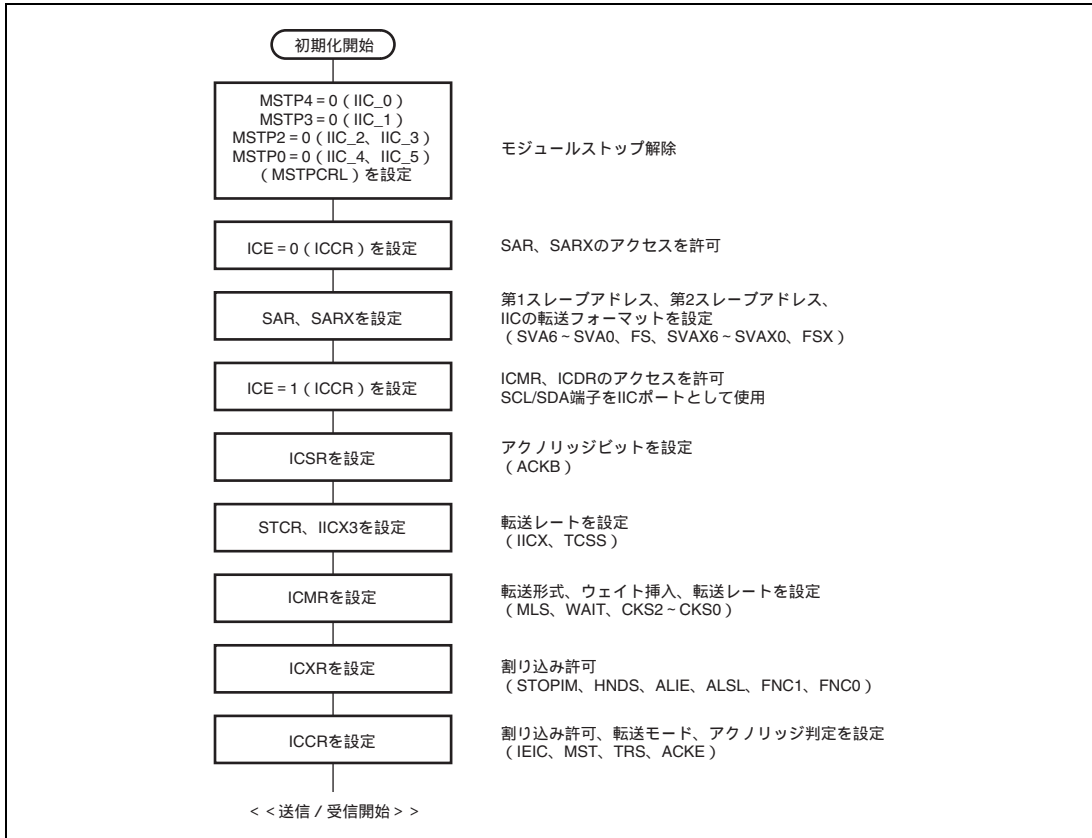 初期化開始
MSTP4 = 0（IIC_0）
MSTP3 = 0（IIC_1）
MSTP2 = 0（IIC_2、IIC_3）
MSTP0 = 0（IIC_4、IIC_5）
（MSTPCRL）を設定
モジュールストップ解除
ICE = 0（ICCR）を設定
SAR、SARXのアクセスを許可
SAR、SARXを設定
第1スレーブアドレス、第2スレーブアドレス、
IICの転送フォーマットを設定
（SVA6～SVA0、FS、SVAX6～SVAX0、FSX）
ICE = 1（ICCR）を設定
ICMR、ICDRのアクセスを許可
SCL/SDA端子をIICポートとして使用
ICSRを設定
アクノリッジビットを設定
（ACKB）
STCR、IICX3を設定
転送レートを設定
（IICX、TCSS）
ICMRを設定
転送形式、ウェイト挿入、転送レートを設定
（MLS、WAIT、CKS2～CKS0）
ICXRを設定
割り込み許可
（STOPIM、HNDS、ALIE、ALSL、FNC1、FNC0）
ICCRを設定
割り込み許可、転送モード、アクノリッジ判定を設定
（IEIC、MST、TRS、ACKE）
＜＜送信 / 受信開始＞＞